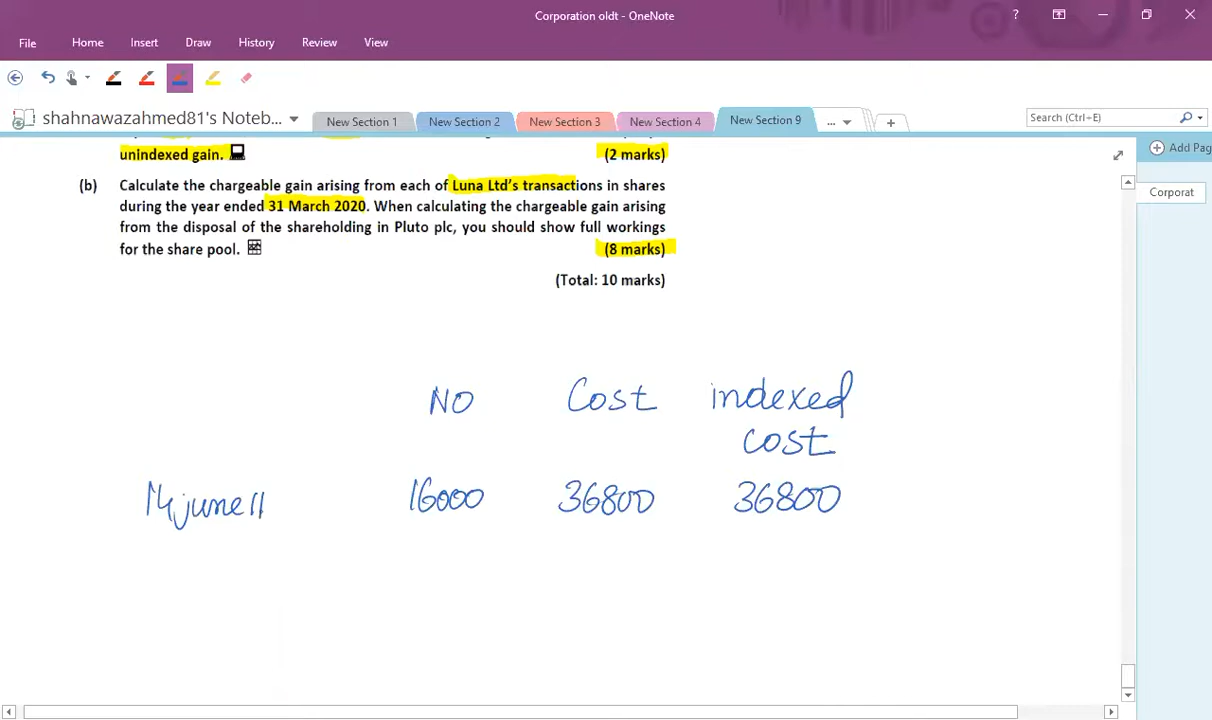 Corporation oldt - OneNote
?
File Home Insert Draw History Review View
shahnawazahmed81's Noteb... New Section 1 New Section 2 New Section 3 New Section 4 New Section 9 ... + Search (Ctrl+E)
Add Pag
Corporat
unindexed gain. (2 marks)
(b) Calculate the chargeable gain arising from each of Luna Ltd's transactions in shares
during the year ended 31 March 2020. When calculating the chargeable gain arising
from the disposal of the shareholding in Pluto plc, you should show full workings
for the share pool. (8 marks)
(Total: 10 marks)
NO Cost indexed
cost
14 june 11 16000 36800 36800